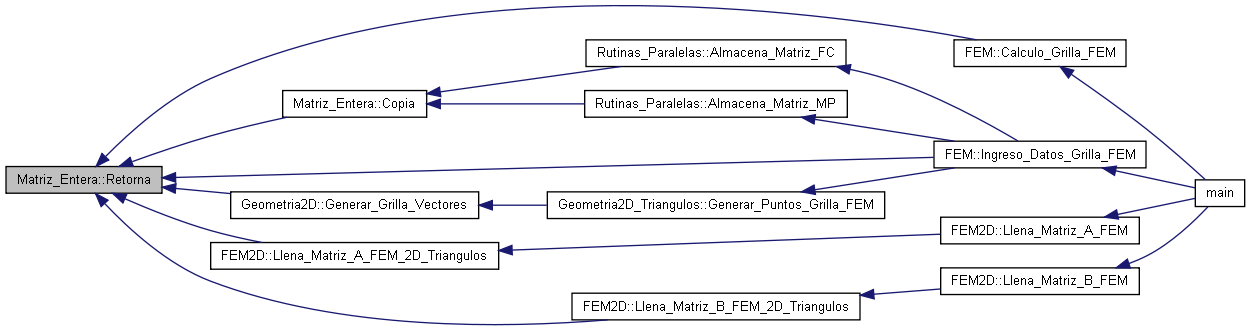 FEM::Calculo_Grilla_FEM
Rutinas_Paralelas::Almacena_Matriz_FC
Matriz_Entera::Copia
Rutinas_Paralelas::Almacena_Matriz_MP
FEM::Ingreso_Datos_Grilla_FEM
Matriz_Entera::Retorna
main
Geometria2D::Generar_Grilla_Vectores
Geometria2D_Triangulos::Generar_Puntos_Grilla_FEM
FEM2D::Llena_Matriz_A_FEM
FEM2D::Llena_Matriz_A_FEM_2D_Triangulos
FEM2D::Llena_Matriz_B_FEM
FEM2D::Llena_Matriz_B_FEM_2D_Triangulos